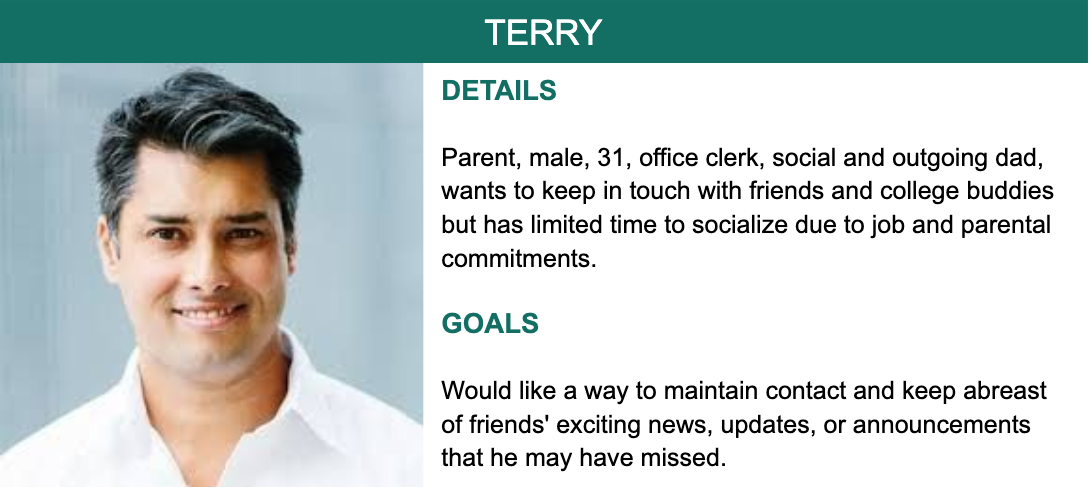 TERRY
DETAILS
Parent, male, 31, office clerk, social and outgoing dad,
wants to keep in touch with friends and college buddies
but has limited time to socialize due to job and parental
commitments.
GOALS
Would like a way to maintain contact and keep abreast
of friends' exciting news, updates, or announcements
that he may have missed.